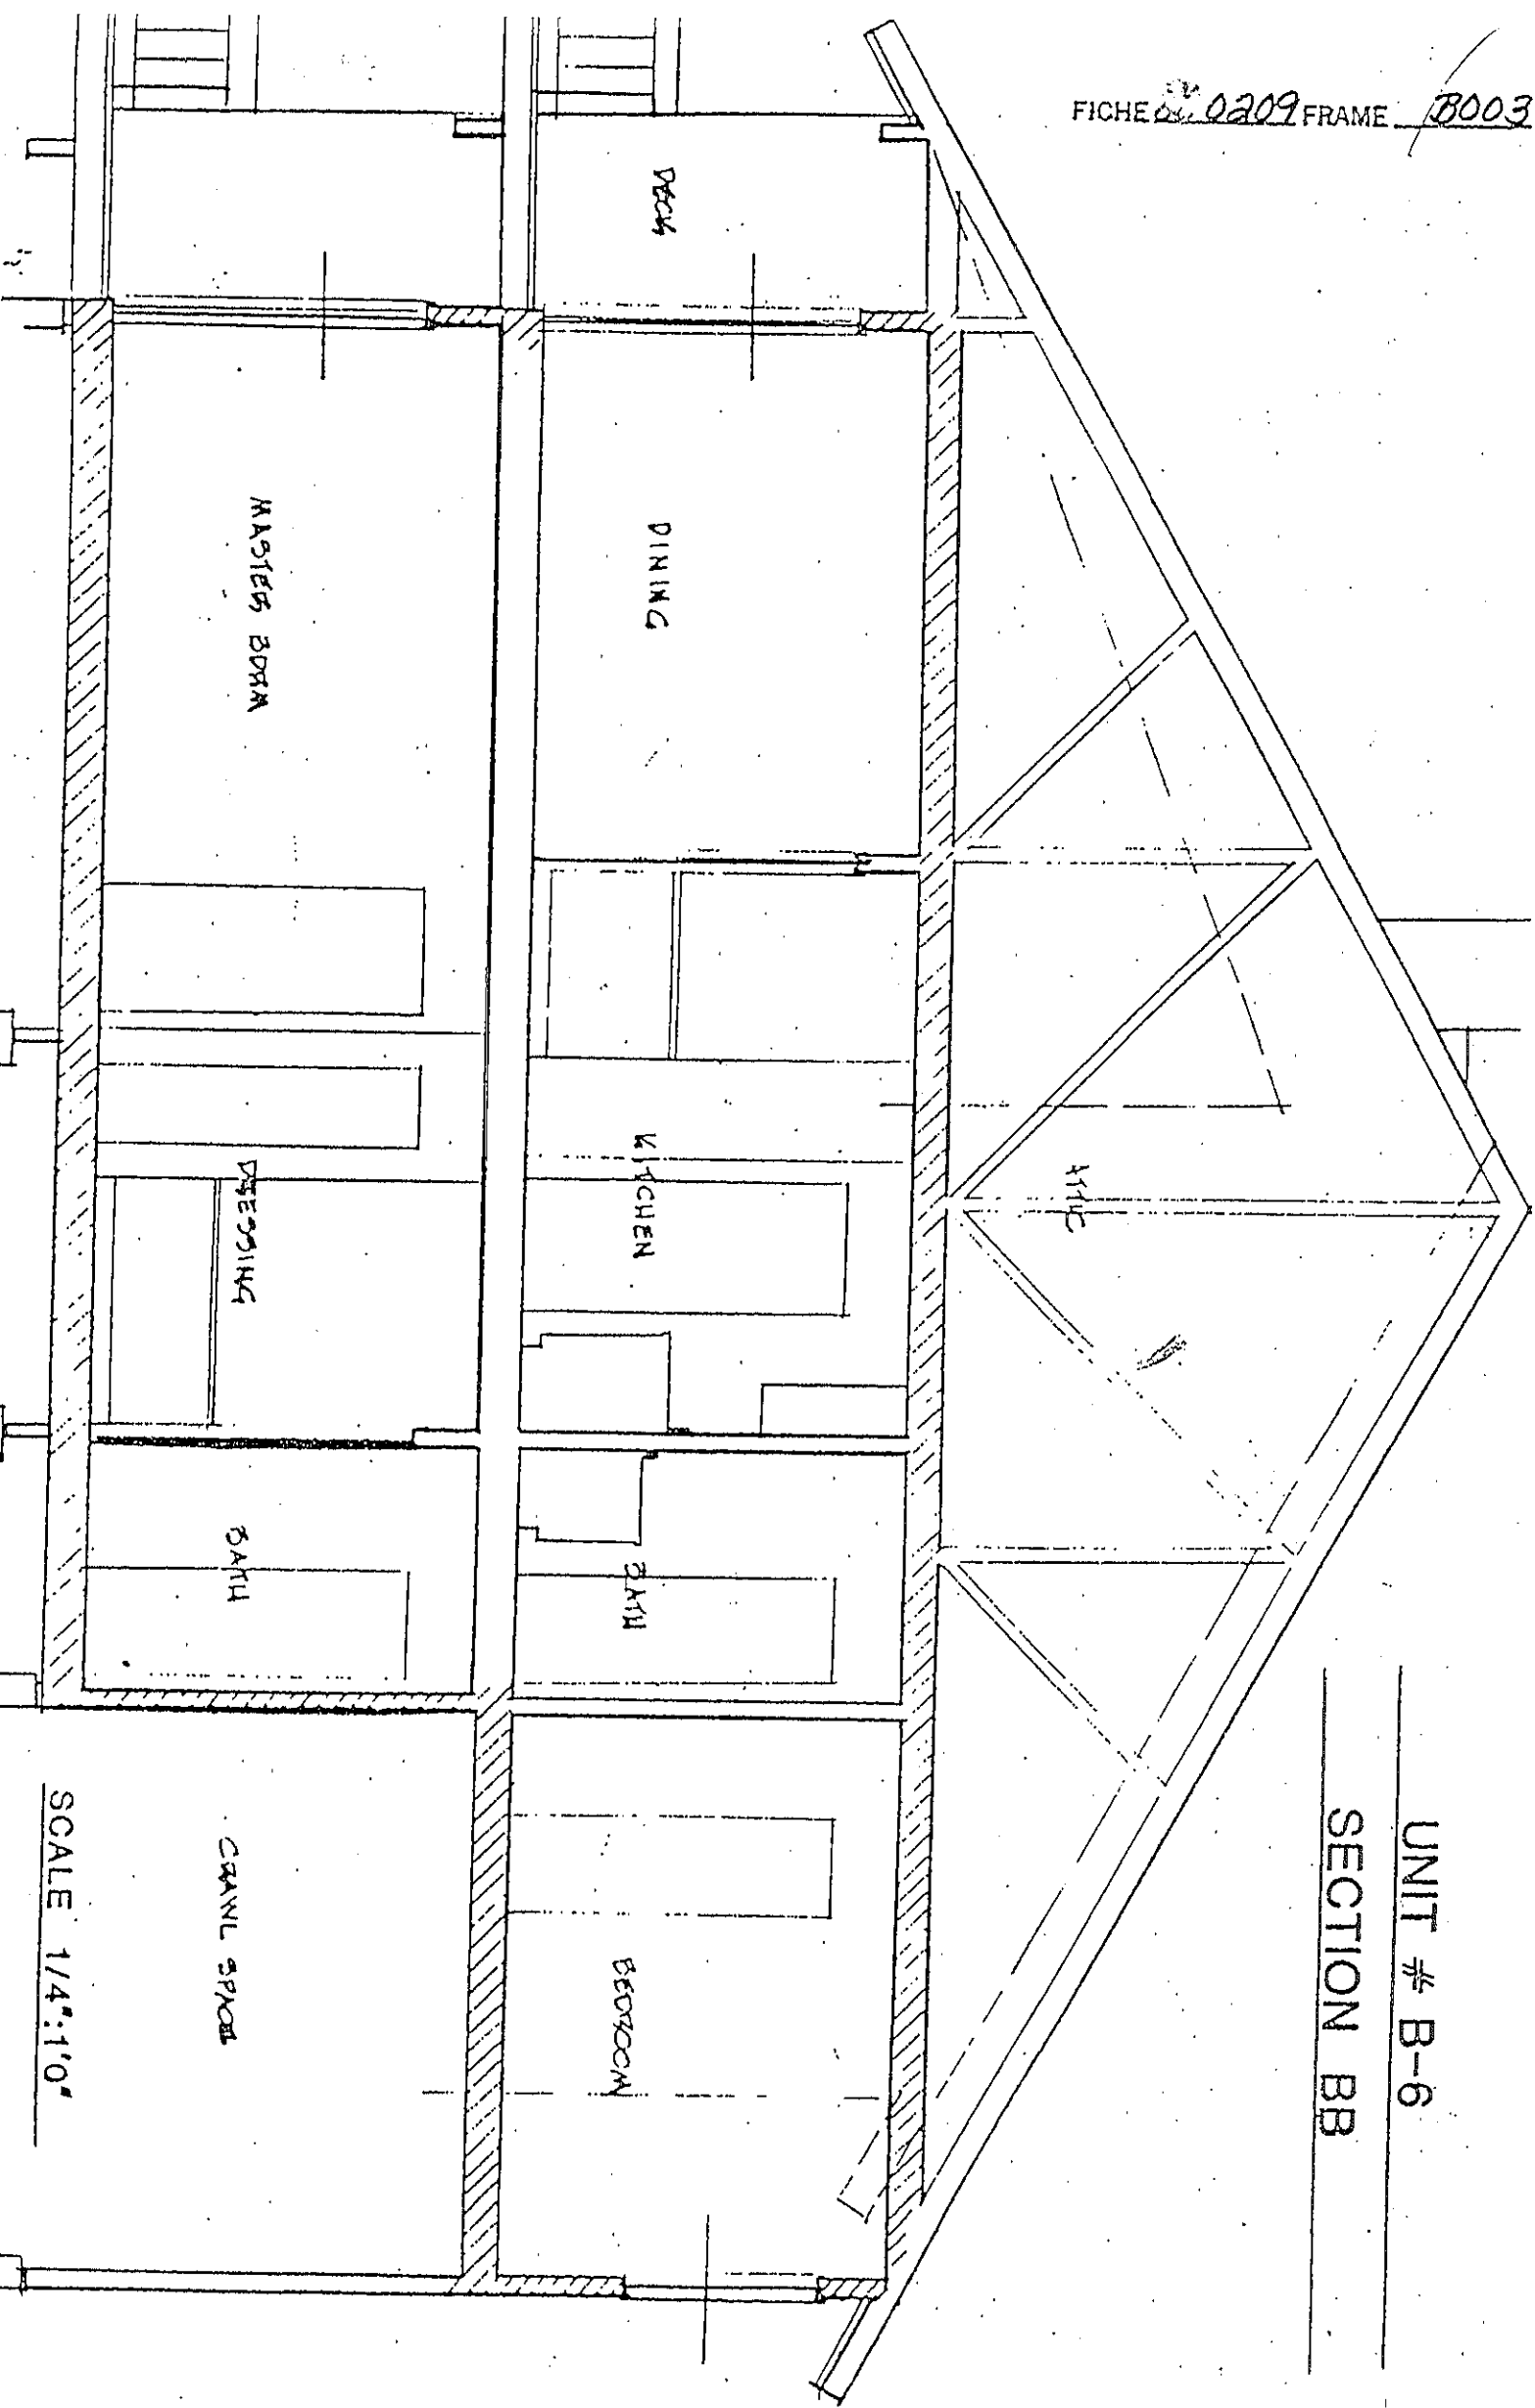 FICHE 0209 FRAME B003
UNIT # B-6
SECTION BB
ATTIC
DECK
DINING
KITCHEN
BATH
BEDROOM
MASTER BDRM
DRESSING
BATH
CRAWL SPACE
SCALE 1/4":1'0"